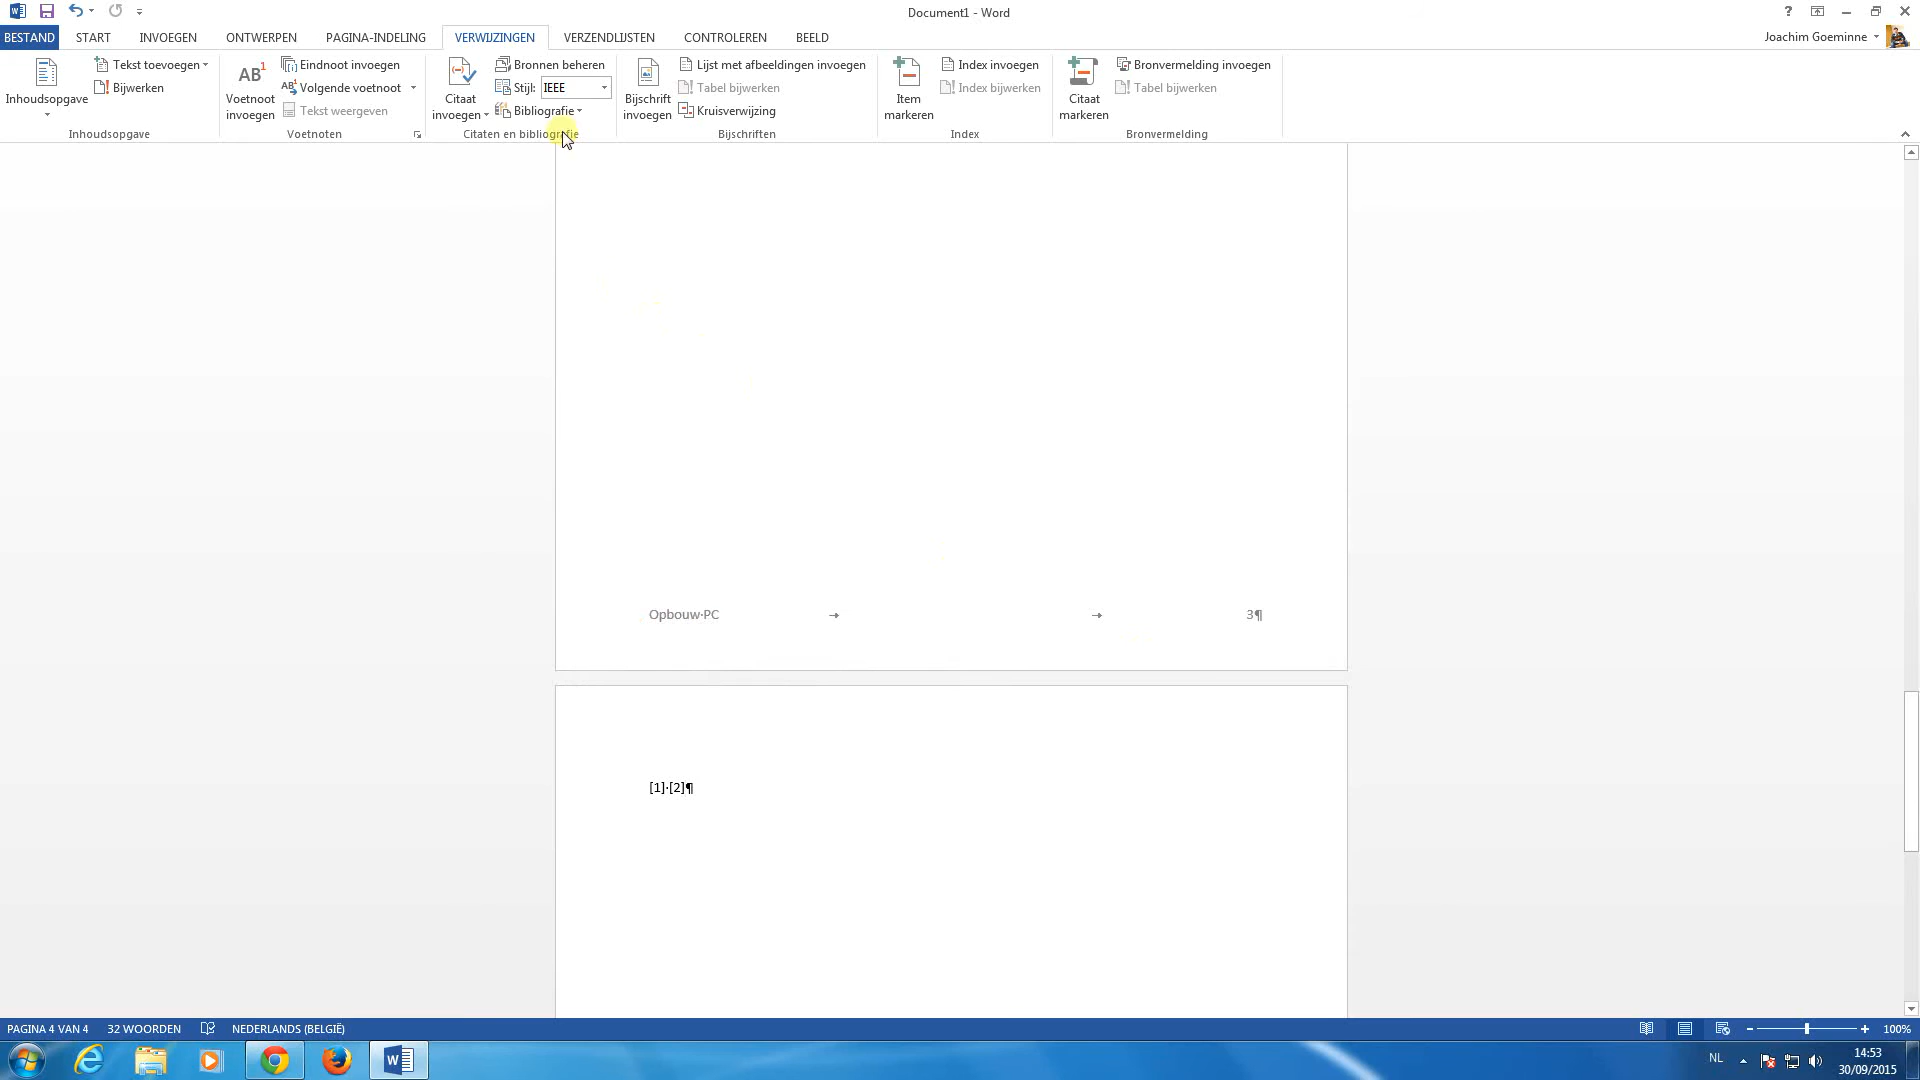 Document1 - Word
BESTAND START INVOEGEN ONTWERPEN PAGINA-INDELING VERWIJZINGEN VERZENDLIJSTEN CONTROLEREN BEELD
Joachim Goeminne
Inhoudsopgave
Tekst toevoegen
Bijwerken
Inhoudsopgave
AB1
Voetnoot
invoegen
Eindnoot invoegen
Volgende voetnoot
Tekst weergeven
Voetnoten
Citaat
invoegen
Bronnen beheren
Stijl: IEEE
Bibliografie
Citaten en bibliografie
Bijschrift
invoegen
Lijst met afbeeldingen invoegen
Tabel bijwerken
Kruisverwijzing
Bijschriften
Item
markeren
Index invoegen
Index bijwerken
Index
Citaat
markeren
Bronvermelding invoegen
Tabel bijwerken
Bronvermelding
Opbouw·PC → → 3¶
[1]·[2]¶
PAGINA 4 VAN 4 32 WOORDEN NEDERLANDS (BELGIË) 100%
NL
14:53
30/09/2015